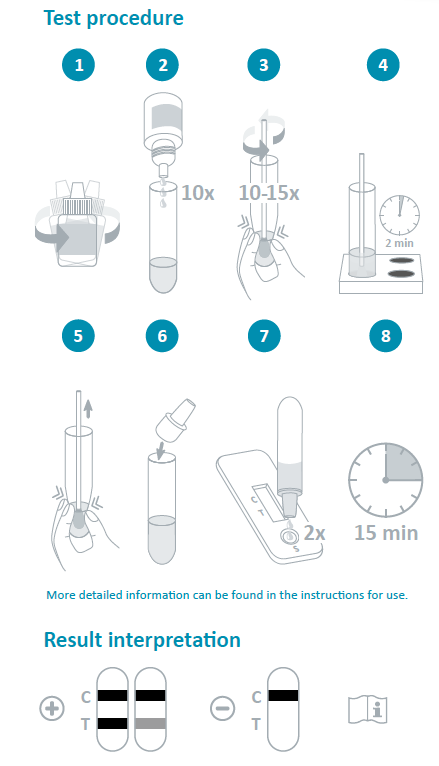 Test procedure
1 2 3 4
10x 10-15x
2 min
5 6 7 8
C
T
S
2x 15 min
More detailed information can be found in the instructions for use.
Result interpretation
+ C − C i
T T